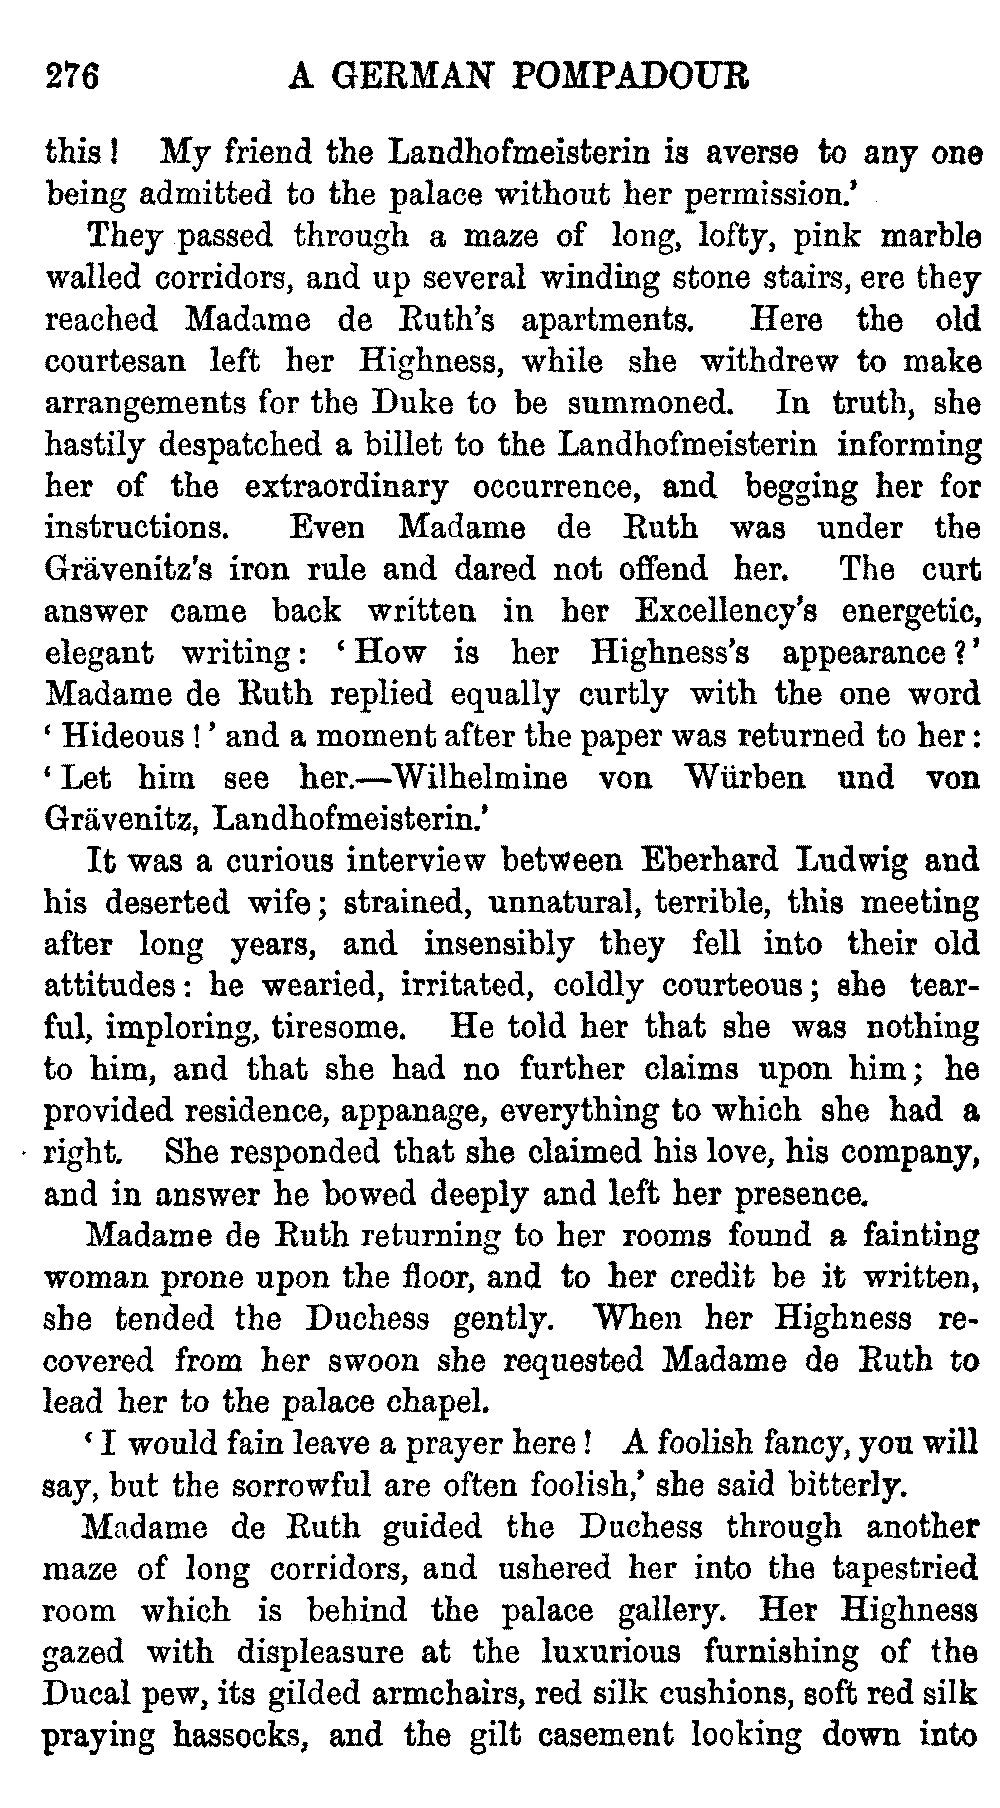 276 A GERMAN POMPADOUR
this! My friend the Landhofmeisterin is averse to any one
being admitted to the palace without her permission.'
They passed through a maze of long, lofty, pink marble
walled corridors, and up several winding stone stairs, ere they
reached Madame de Ruth's apartments. Here the old
courtesan left her Highness, while she withdrew to make
arrangements for the Duke to be summoned. In truth, she
hastily despatched a billet to the Landhofmeisterin informing
her of the extraordinary occurrence, and begging her for
instructions. Even Madame de Ruth was under the
Grävenitz's iron rule and dared not offend her. The curt
answer came back written in her Excellency's energetic,
elegant writing: 'How is her Highness's appearance?'
Madame de Ruth replied equally curtly with the one word
'Hideous!' and a moment after the paper was returned to her:
'Let him see her.—Wilhelmine von Würben und von
Grävenitz, Landhofmeisterin.'
It was a curious interview between Eberhard Ludwig and
his deserted wife; strained, unnatural, terrible, this meeting
after long years, and insensibly they fell into their old
attitudes: he wearied, irritated, coldly courteous; she tear-
ful, imploring, tiresome. He told her that she was nothing
to him, and that she had no further claims upon him; he
provided residence, appanage, everything to which she had a
right. She responded that she claimed his love, his company,
and in answer he bowed deeply and left her presence.
Madame de Ruth returning to her rooms found a fainting
woman prone upon the floor, and to her credit be it written,
she tended the Duchess gently. When her Highness re-
covered from her swoon she requested Madame de Ruth to
lead her to the palace chapel.
'I would fain leave a prayer here! A foolish fancy, you will
say, but the sorrowful are often foolish,' she said bitterly.
Madame de Ruth guided the Duchess through another
maze of long corridors, and ushered her into the tapestried
room which is behind the palace gallery. Her Highness
gazed with displeasure at the luxurious furnishing of the
Ducal pew, its gilded armchairs, red silk cushions, soft red silk
praying hassocks, and the gilt casement looking down into